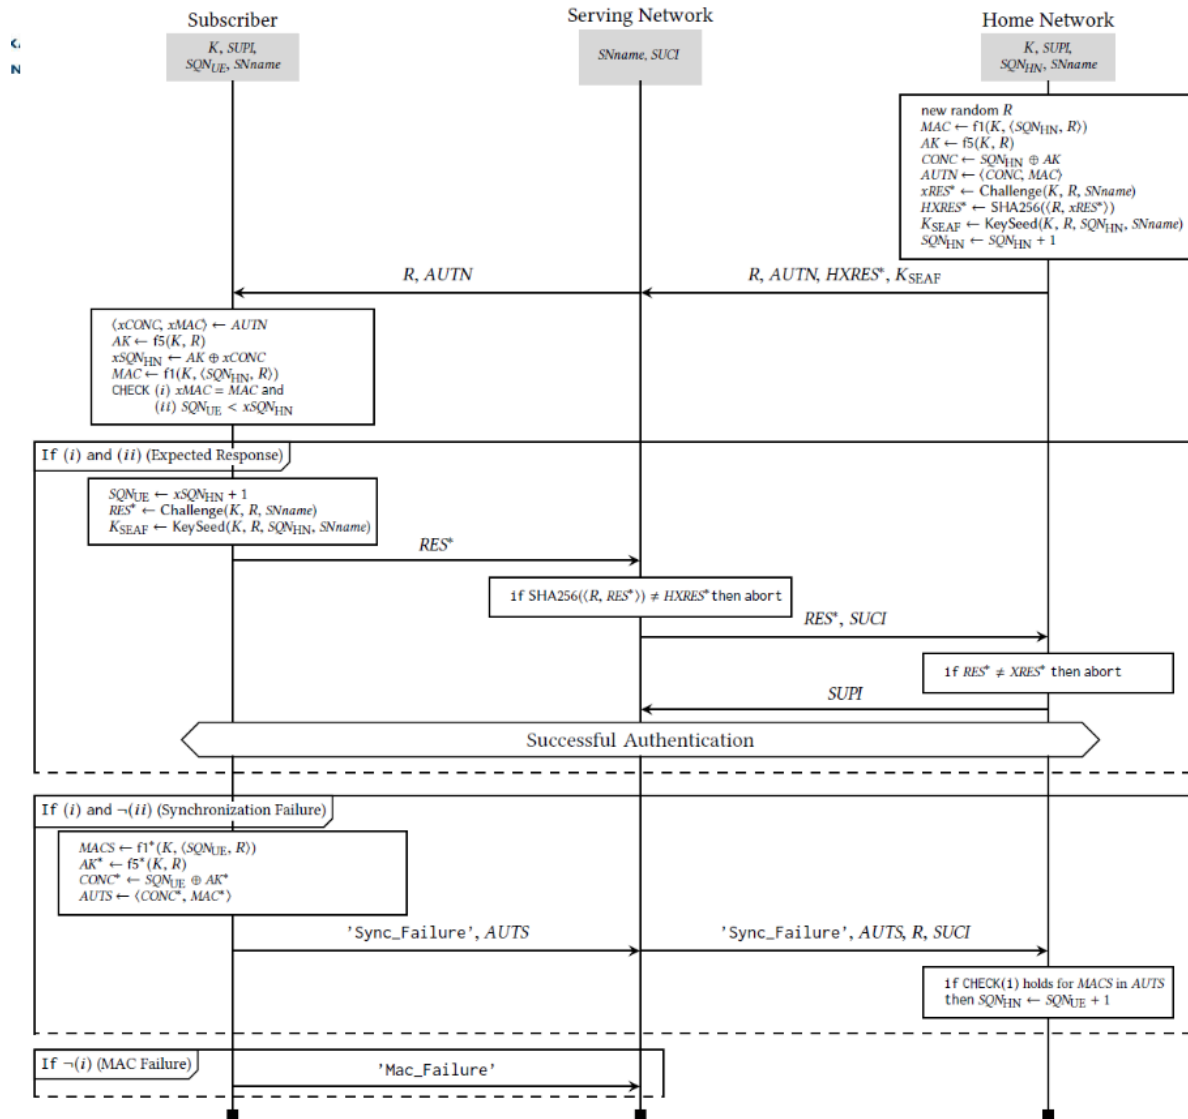 Subscriber
Serving Network
Home Network
K, SUPI,
SQN_UE, SNname
SNname, SUCI
K, SUPI,
SQN_HN, SNname
N
new random R
MAC ← f1(K, ⟨SQN_HN, R⟩)
AK ← f5(K, R)
CONC ← SQN_HN ⊕ AK
AUTN ← ⟨CONC, MAC⟩
xRES* ← Challenge(K, R, SNname)
HXRES* ← SHA256(⟨R, xRES*⟩)
K_SEAF ← KeySeed(K, R, SQN_HN, SNname)
SQN_HN ← SQN_HN + 1
R, AUTN
R, AUTN, HXRES*, K_SEAF
⟨xCONC, xMAC⟩ ← AUTN
AK ← f5(K, R)
xSQN_HN ← AK ⊕ xCONC
MAC ← f1(K, ⟨SQN_HN, R⟩)
CHECK (i) xMAC = MAC and
(ii) SQN_UE < xSQN_HN
If (i) and (ii) (Expected Response)
SQN_UE ← xSQN_HN + 1
RES* ← Challenge(K, R, SNname)
K_SEAF ← KeySeed(K, R, SQN_HN, SNname)
RES*
if SHA256(⟨R, RES*⟩) ≠ HXRES* then abort
RES*, SUCI
if RES* ≠ XRES* then abort
SUPI
Successful Authentication
If (i) and ¬(ii) (Synchronization Failure)
MACS ← f1*(K, ⟨SQN_UE, R⟩)
AK* ← f5*(K, R)
CONC* ← SQN_UE ⊕ AK*
AUTS ← ⟨CONC*, MAC*⟩
'Sync_Failure', AUTS
'Sync_Failure', AUTS, R, SUCI
if CHECK(i) holds for MACS in AUTS
then SQN_HN ← SQN_UE + 1
If ¬(i) (MAC Failure)
'Mac_Failure'